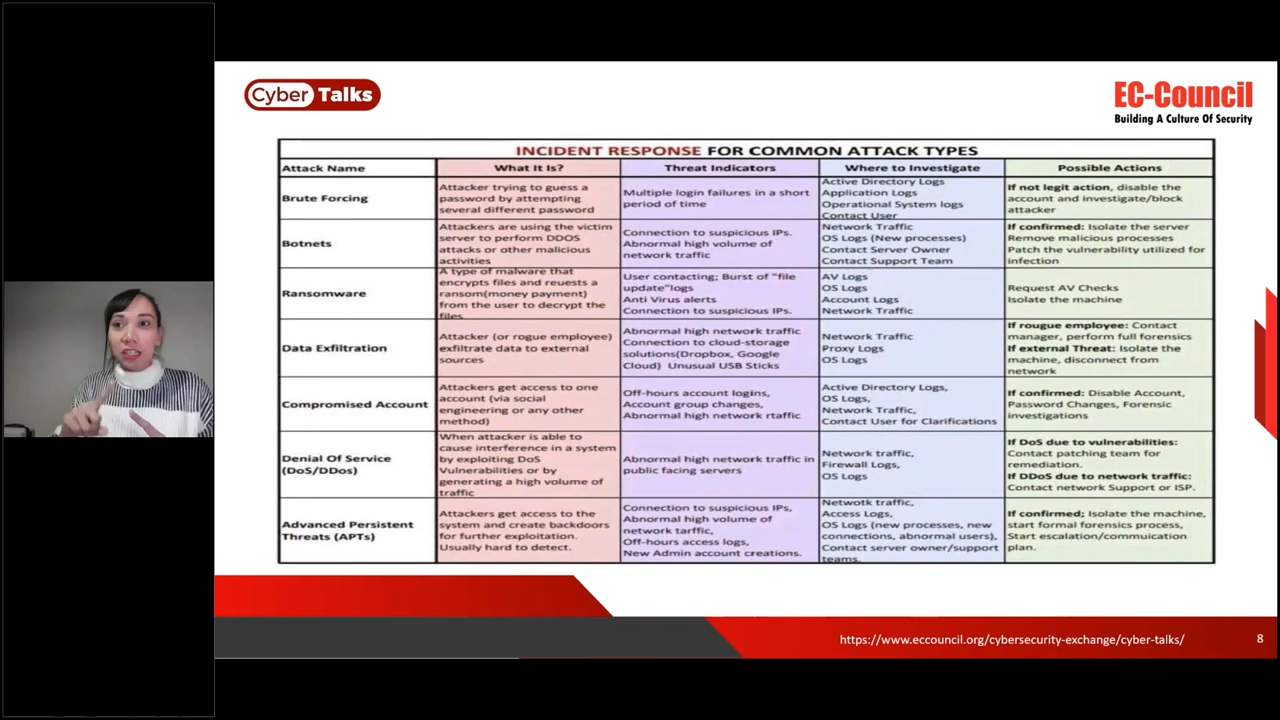 Cyber Talks
EC-Council
Building A Culture Of Security
INCIDENT RESPONSE FOR COMMON ATTACK TYPES
Attack Name
What It Is?
Threat Indicators
Where to Investigate
Possible Actions
Brute Forcing
Attacker trying to guess a
password by attempting
several different password
Multiple login failures in a short
period of time
Active Directory Logs
Application Logs
Operational System logs
Contact User
If not legit action, disable the
account and investigate/block
attacker
Botnets
Attackers are using the victim
server to perform DDOS
attacks or other malicious
activities
Connection to suspicious IPs.
Abnormal high volume of
network traffic
Network Traffic
OS Logs (New processes)
Contact Server Owner
Contact Support Team
If confirmed: Isolate the server
Remove malicious processes
Patch the vulnerability utilized for
infection
Ransomware
A type of malware that
encrypts files and reuests a
ransom(money payment)
from the user to decrypt the
files.
User contacting; Burst of "file
update"logs
Anti Virus alerts
Connection to suspicious IPs.
AV Logs
OS Logs
Account Logs
Network Traffic
Request AV Checks
Isolate the machine
Data Exfiltration
Attacker (or rogue employee)
exfiltrate data to external
sources
Abnormal high network traffic
Connection to cloud-storage
solutions(Dropbox, Google
Cloud) Unusual USB Sticks
Network Traffic
Proxy Logs
OS Logs
If rougue employee: Contact
manager, perform full forensics
If external Threat: Isolate the
machine, disconnect from
network
Compromised Account
Attackers get access to one
account (via social
engineering or any other
method)
Off-hours account logins,
Account group changes,
Abnormal high network rtaffic
Active Directory Logs,
OS Logs,
Network Traffic,
Contact User for Clarifications
If confirmed: Disable Account,
Password Changes, Forensic
investigations
Denial Of Service
(DoS/DDos)
When attacker is able to
cause interference in a system
by exploiting DoS
Vulnerabilities or by
generating a high volume of
traffic
Abnormal high network traffic in
public facing servers
Network traffic,
Firewall Logs,
OS Logs
If DoS due to vulnerabilities:
Contact patching team for
remediation.
If DDoS due to network traffic:
Contact network Support or ISP.
Advanced Persistent
Threats (APTs)
Attackers get access to the
system and create backdoors
for further exploitation.
Usually hard to detect.
Connection to suspicious IPs,
Abnormal high volume of
network tarffic,
Off-hours access logs,
New Admin account creations.
Netwotk traffic,
Access Logs,
OS Logs (new processes, new
connections, abnormal users),
Contact server owner/support
teams.
If confirmed; Isolate the machine,
start formal forensics process,
Start escalation/commuication
plan.
https://www.eccouncil.org/cybersecurity-exchange/cyber-talks/
8